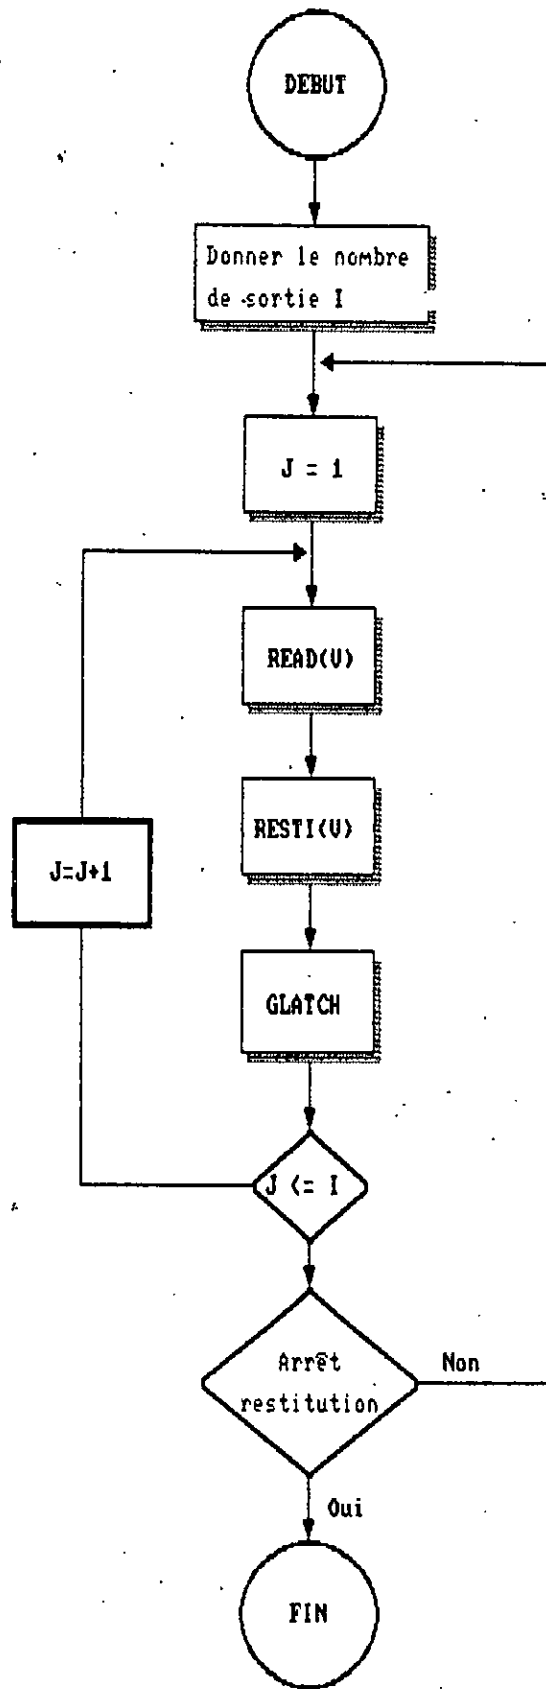 DEBUT
Donner le nombre
de sortie I
J = 1
READ(V)
RESTI(V)
J=J+1
GLATCH
J <= I
Arrêt
restitution
Non
Oui
FIN